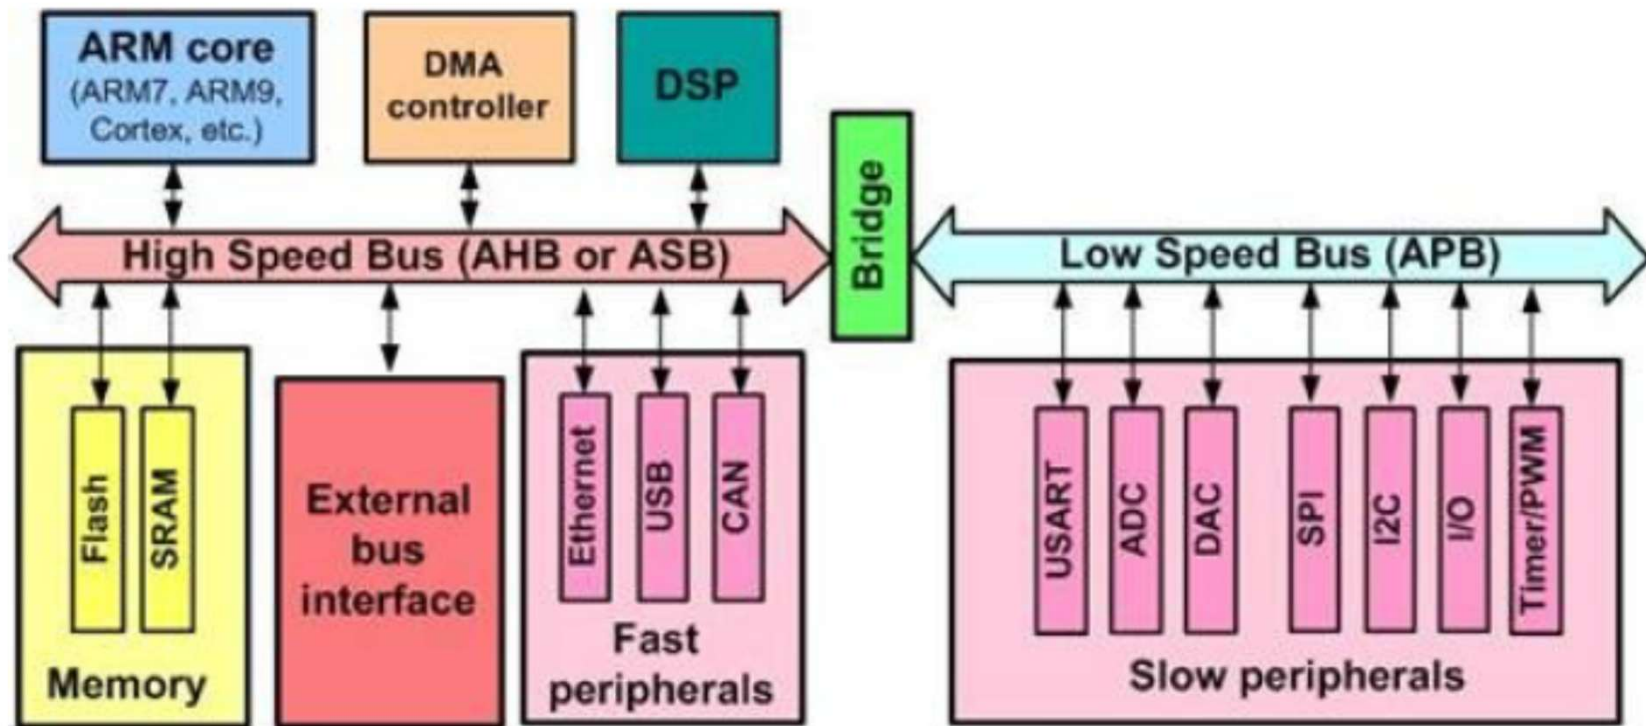 ARM core
(ARM7, ARM9,
Cortex, etc.)
DMA
controller
DSP
Bridge
High Speed Bus (AHB or ASB)
Low Speed Bus (APB)
Flash
SRAM
Memory
External
bus
interface
Ethernet
USB
CAN
Fast
peripherals
USART
ADC
DAC
SPI
I2C
I/O
Timer/PWM
Slow peripherals